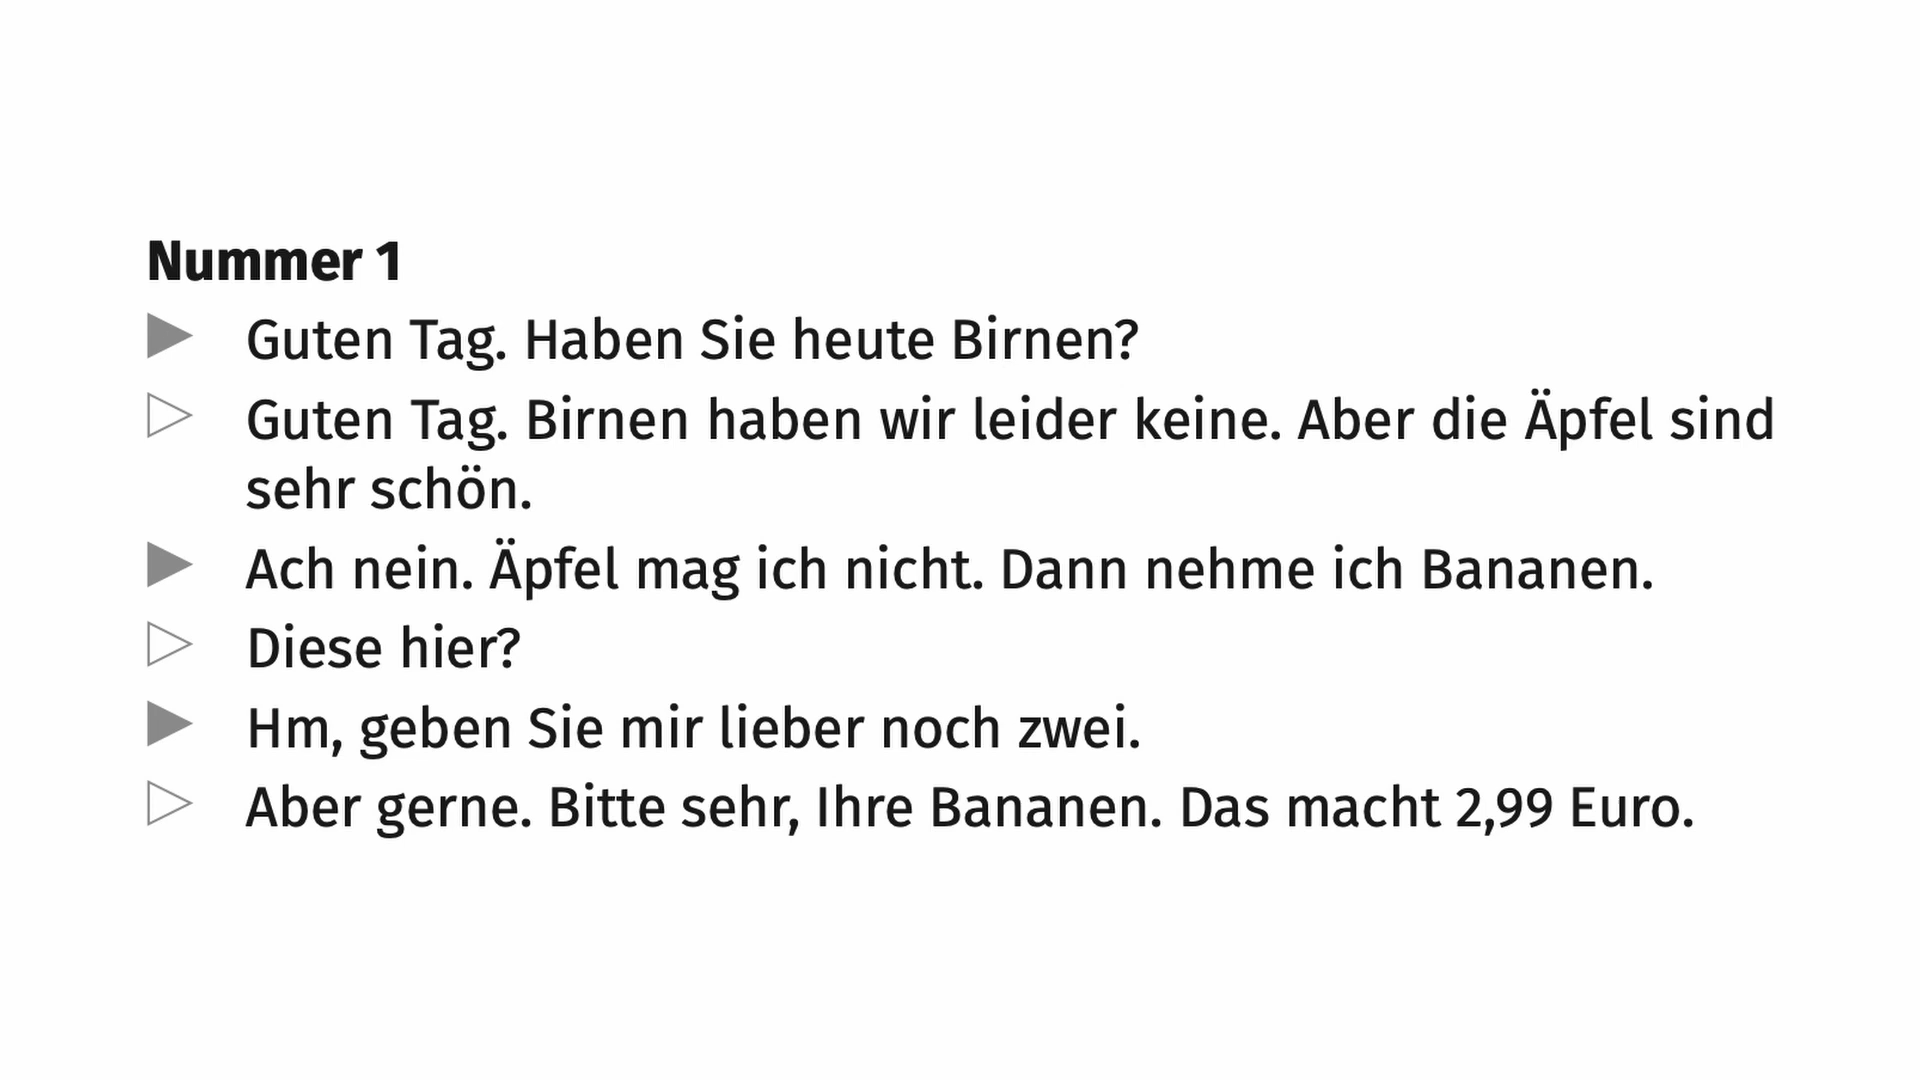 Nummer 1
▶ Guten Tag. Haben Sie heute Birnen?
▷ Guten Tag. Birnen haben wir leider keine. Aber die Äpfel sind
sehr schön.
▶ Ach nein. Äpfel mag ich nicht. Dann nehme ich Bananen.
▷ Diese hier?
▶ Hm, geben Sie mir lieber noch zwei.
▷ Aber gerne. Bitte sehr, Ihre Bananen. Das macht 2,99 Euro.